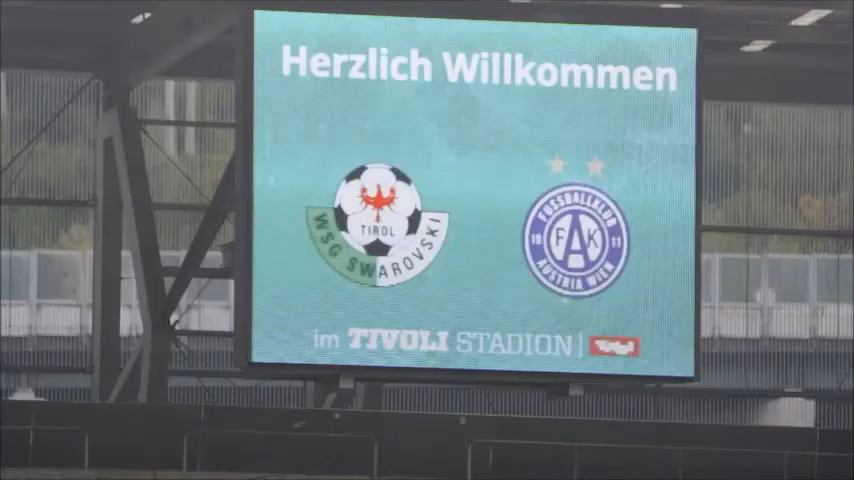 Herzlich Willkommen
TIROL
WSG SWAROVSKI
FUSSBALLKLUB
19 FAK 11
AUSTRIA WIEN
im TIVOLI STADION | Tirol